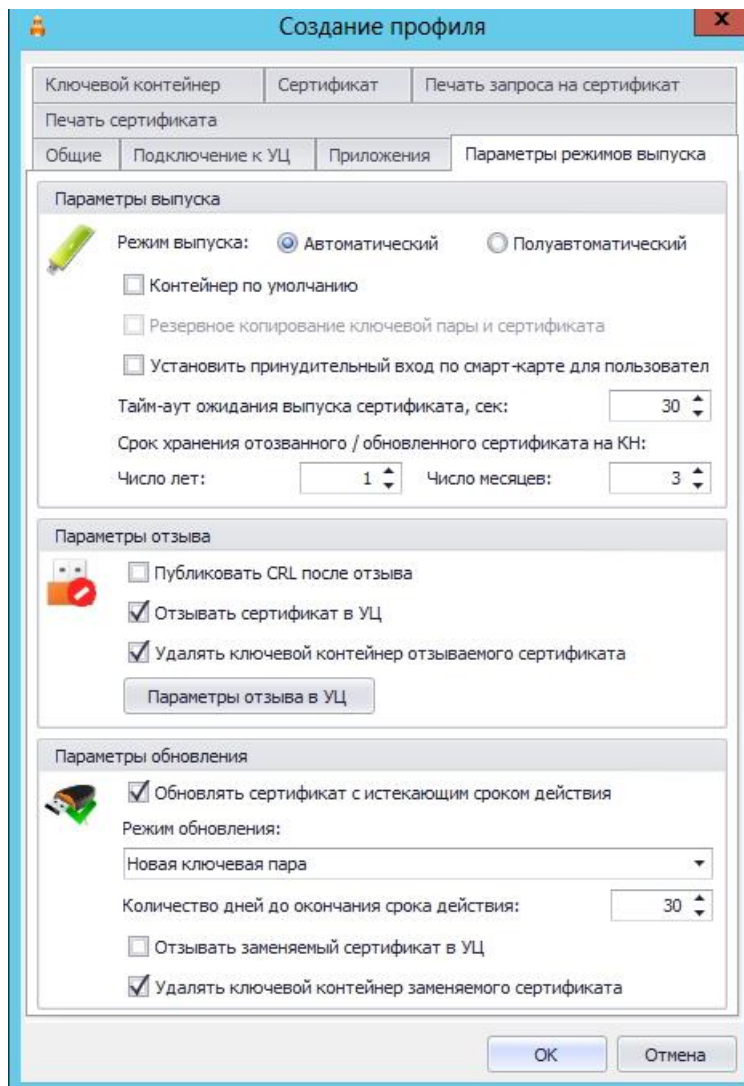 Создание профиля
x
Ключевой контейнер Сертификат Печать запроса на сертификат
Печать сертификата
Общие Подключение к УЦ Приложения Параметры режимов выпуска
Параметры выпуска
Режим выпуска: Автоматический Полуавтоматический
Контейнер по умолчанию
Резервное копирование ключевой пары и сертификата
Установить принудительный вход по смарт-карте для пользовател
Тайм-аут ожидания выпуска сертификата, сек: 30
Срок хранения отозванного / обновленного сертификата на КН:
Число лет: 1 Число месяцев: 3
Параметры отзыва
Публиковать CRL после отзыва
Отзывать сертификат в УЦ
Удалять ключевой контейнер отзываемого сертификата
Параметры отзыва в УЦ
Параметры обновления
Обновлять сертификат с истекающим сроком действия
Режим обновления:
Новая ключевая пара
Количество дней до окончания срока действия: 30
Отзывать заменяемый сертификат в УЦ
Удалять ключевой контейнер заменяемого сертификата
ОК Отмена